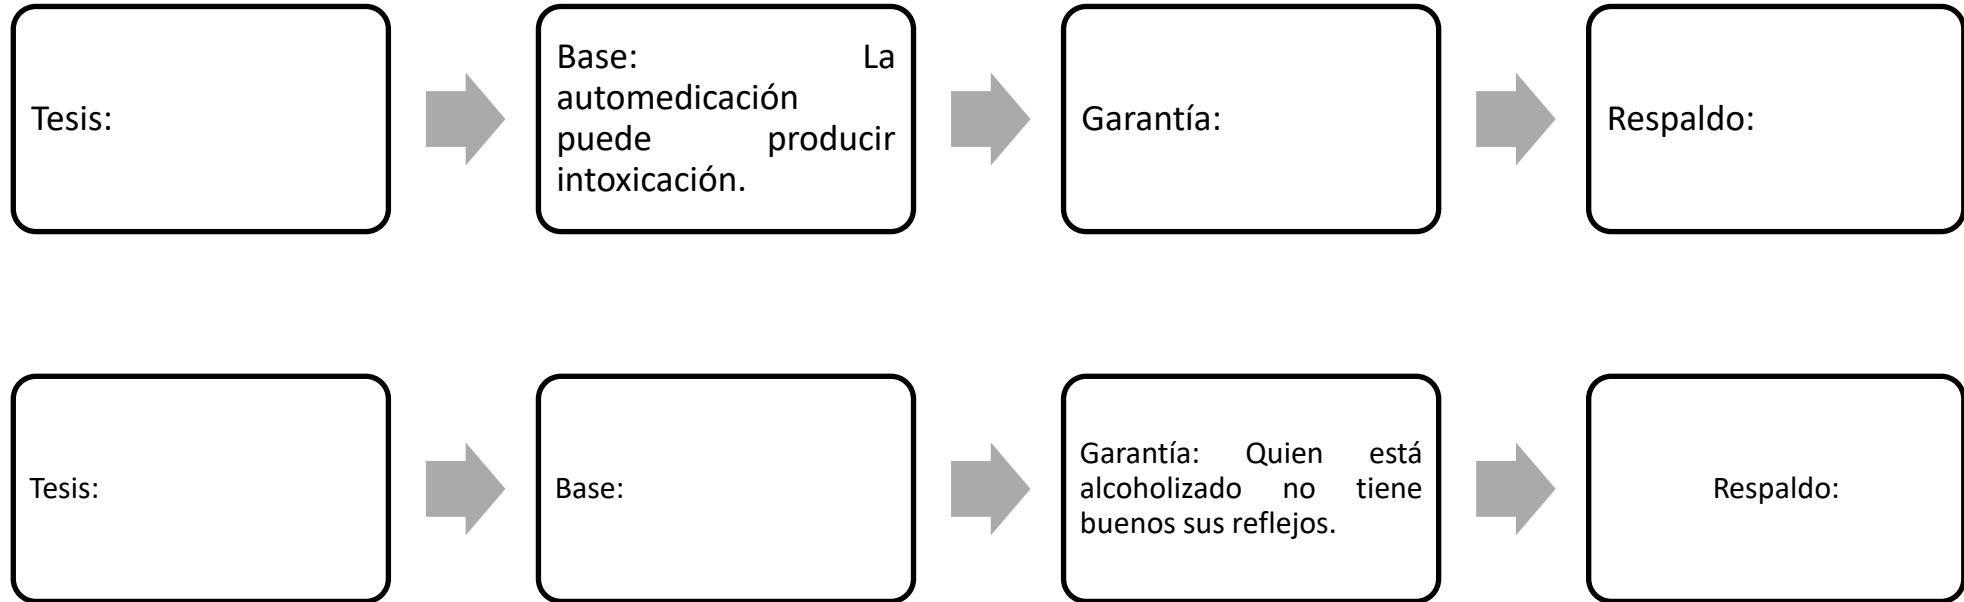 Tesis:
Base: La
automedicación
puede producir
intoxicación.
Garantía:
Respaldo:
Tesis:
Base:
Garantía: Quien está
alcoholizado no tiene
buenos sus reflejos.
Respaldo: